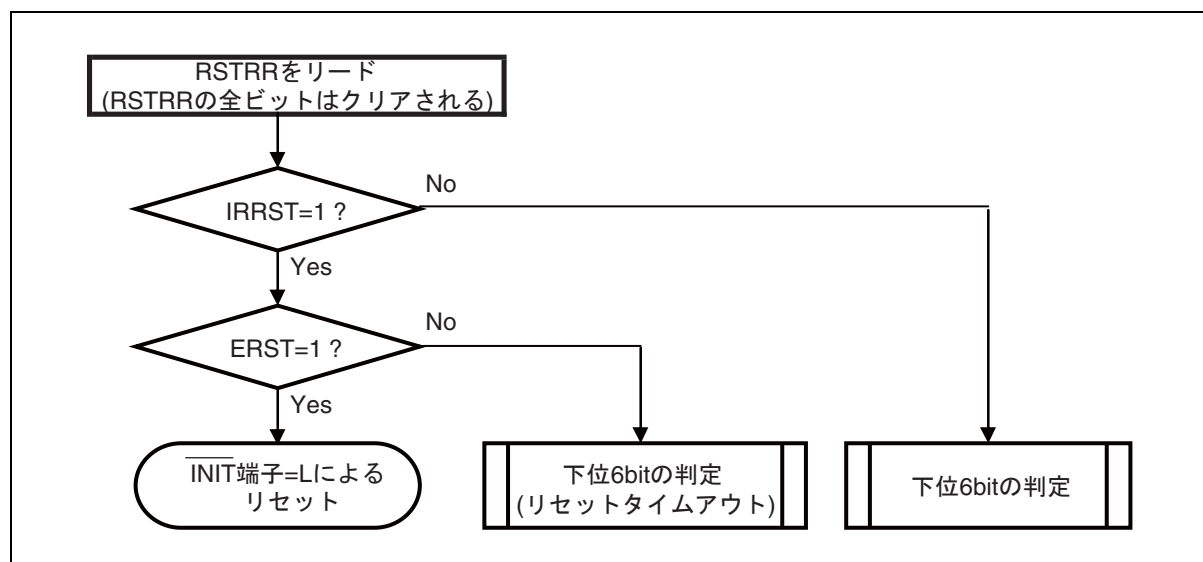 RSTRRをリード
(RSTRRの全ビットはクリアされる)
IRRST=1 ?
No
Yes
ERST=1 ?
No
Yes
INIT端子=Lによる
リセット
下位6bitの判定
(リセットタイムアウト)
下位6bitの判定